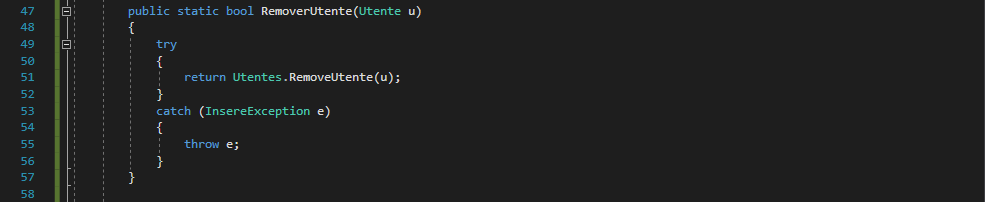 47 public static bool RemoverUtente(Utente u)
48 {
49 try
50 {
51 return Utentes.RemoveUtente(u);
52 }
53 catch (InsereException e)
54 {
55 throw e;
56 }
57 }
58